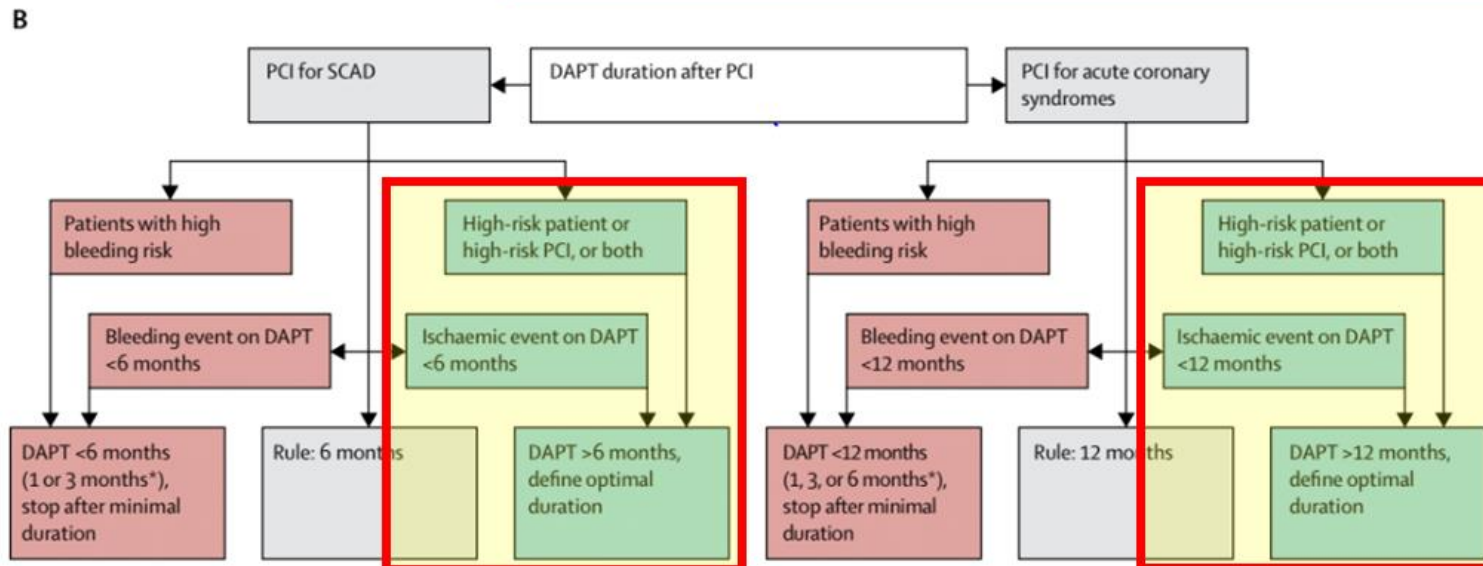 B
PCI for SCAD
DAPT duration after PCI
PCI for acute coronary
syndromes
Patients with high
bleeding risk
High-risk patient or
high-risk PCI, or both
Patients with high
bleeding risk
High-risk patient or
high-risk PCI, or both
Bleeding event on DAPT
<6 months
Ischaemic event on DAPT
<6 months
Bleeding event on DAPT
<12 months
Ischaemic event on DAPT
<12 months
DAPT <6 months
(1 or 3 months*),
stop after minimal
duration
Rule: 6 months
DAPT >6 months,
define optimal
duration
DAPT <12 months
(1, 3, or 6 months*),
stop after minimal
duration
Rule: 12 months
DAPT >12 months,
define optimal
duration